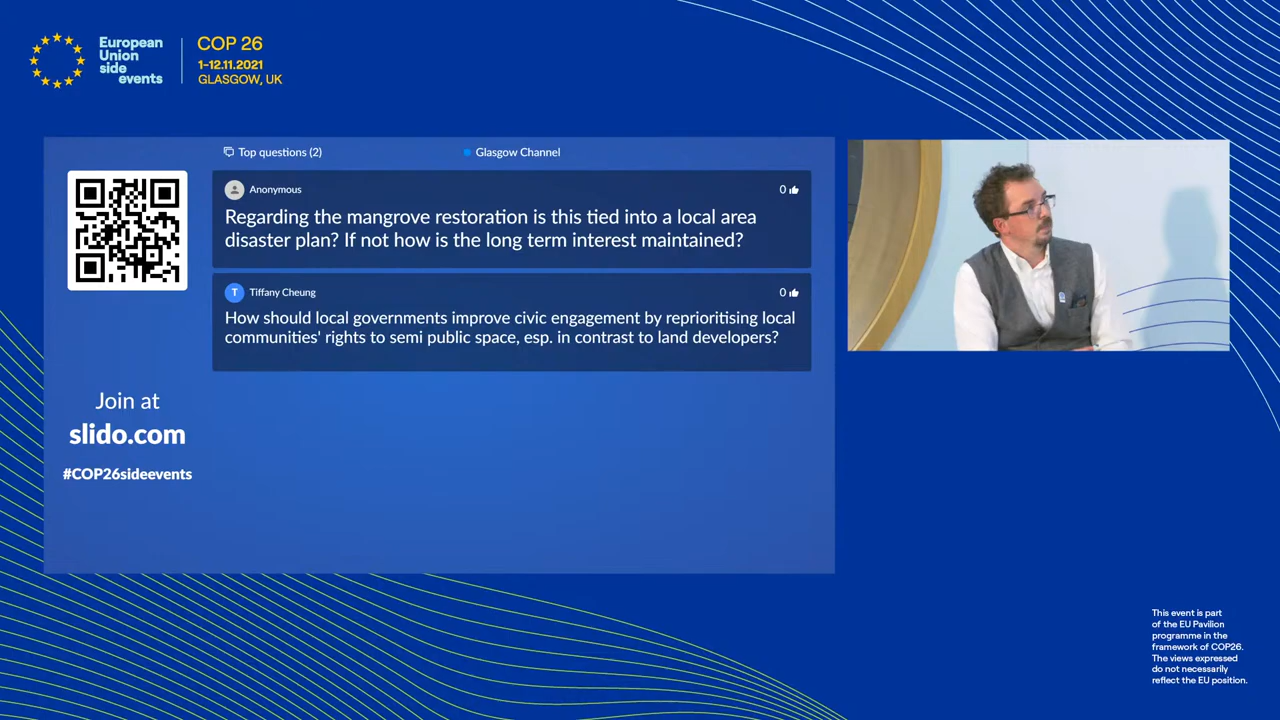 European
Union
side
events
COP 26
1-12.11.2021
GLASGOW, UK
Top questions (2)
Glasgow Channel
Anonymous
0
Regarding the mangrove restoration is this tied into a local area
disaster plan? If not how is the long term interest maintained?
T
Tiffany Cheung
0
How should local governments improve civic engagement by reprioritising local
communities' rights to semi public space, esp. in contrast to land developers?
Join at
slido.com
#COP26sideevents
This event is part
of the EU Pavilion
programme in the
framework of COP26.
The views expressed
do not necessarily
reflect the EU position.